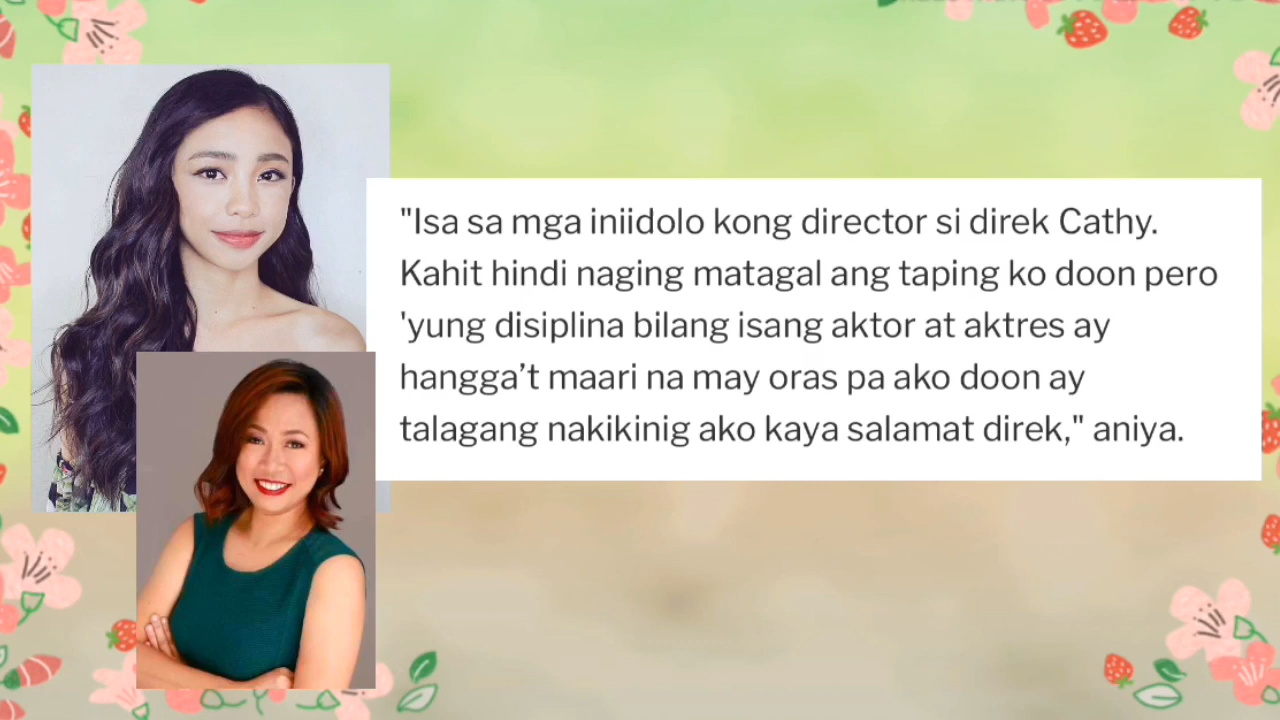 "Isa sa mga iniidolo kong director si direk Cathy.
Kahit hindi naging matagal ang taping ko doon pero
'yung disiplina bilang isang aktor at aktres ay
hangga’t maari na may oras pa ako doon ay
talagang nakikinig ako kaya salamat direk," aniya.